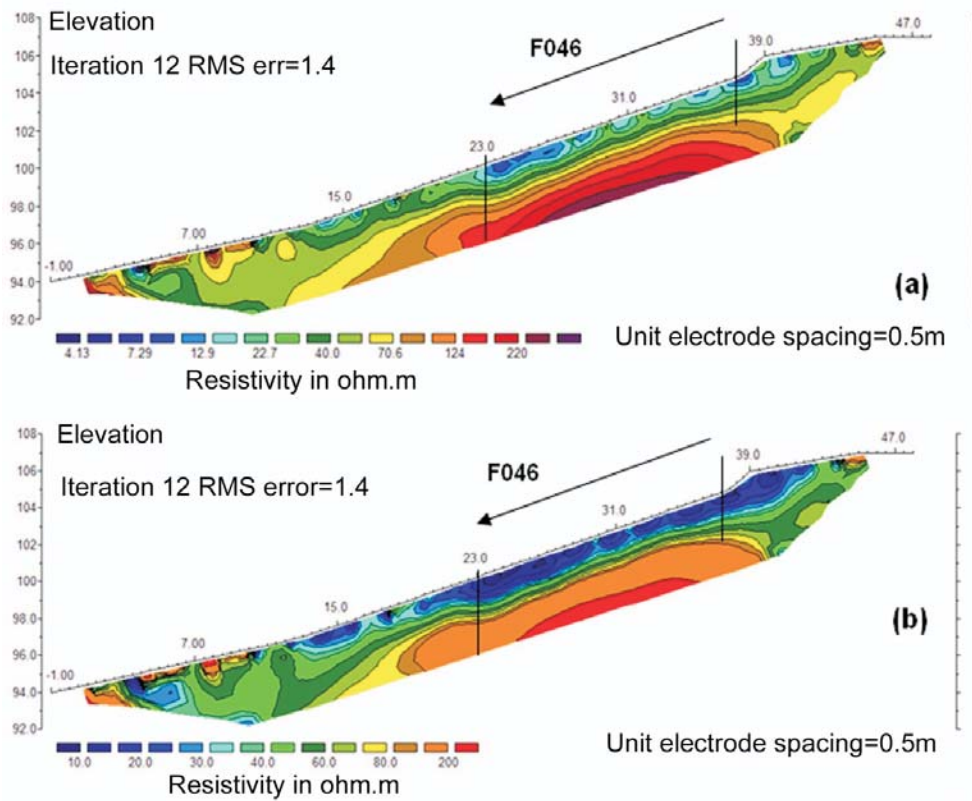 108
Elevation
106
Iteration 12 RMS err=1.4
104
102
100
98.0
96.0
94.0
92.0
F046
-1.00
7.00
15.0
23.0
31.0
39.0
47.0
(a)
4.13 7.29 12.9 22.7 40.0 70.6 124 220
Resistivity in ohm.m
Unit electrode spacing=0.5m
108
Elevation
106
Iteration 12 RMS error=1.4
104
102
100
98.0
96.0
94.0
92.0
F046
-1.00
7.00
15.0
23.0
31.0
39.0
47.0
(b)
10.0 20.0 30.0 40.0 60.0 80.0 200
Resistivity in ohm.m
Unit electrode spacing=0.5m